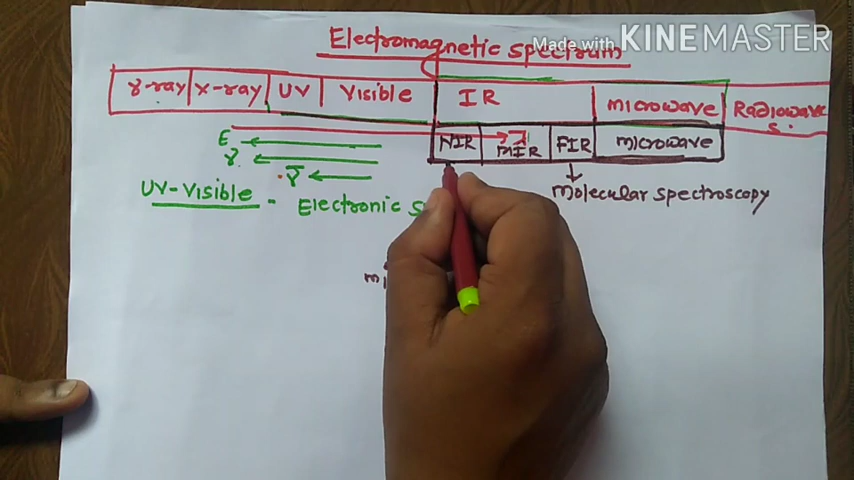 Electromagnetic spectrum
Made with KINEMASTER
γ-ray x-ray UV Visible IR microwave Radiowaves.
E NIR MIR FIR microwave
γ
ν̅
UV-Visible - Electronic
Molecular spectroscopy